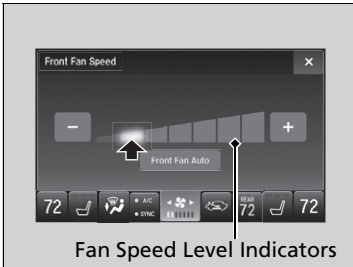 Front Fan Speed ×
− +
Front Fan Auto
72 A/C SYNC REAR 72 72
Fan Speed Level Indicators